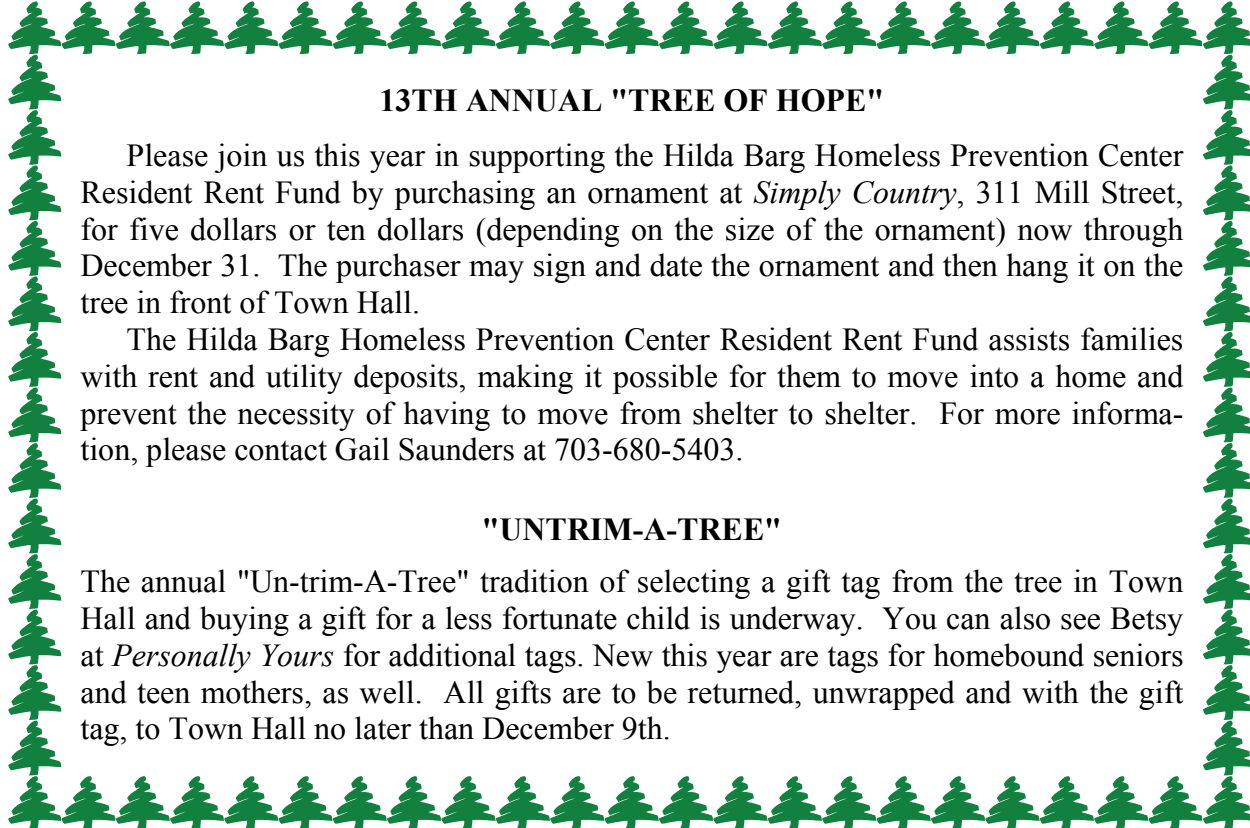 13TH ANNUAL "TREE OF HOPE"
Please join us this year in supporting the Hilda Barg Homeless Prevention Center
Resident Rent Fund by purchasing an ornament at Simply Country, 311 Mill Street,
for five dollars or ten dollars (depending on the size of the ornament) now through
December 31.  The purchaser may sign and date the ornament and then hang it on the
tree in front of Town Hall.
The Hilda Barg Homeless Prevention Center Resident Rent Fund assists families
with rent and utility deposits, making it possible for them to move into a home and
prevent the necessity of having to move from shelter to shelter.  For more informa-
tion, please contact Gail Saunders at 703-680-5403.
"UNTRIM-A-TREE"
The annual "Un-trim-A-Tree" tradition of selecting a gift tag from the tree in Town
Hall and buying a gift for a less fortunate child is underway.  You can also see Betsy
at Personally Yours for additional tags. New this year are tags for homebound seniors
and teen mothers, as well.  All gifts are to be returned, unwrapped and with the gift
tag, to Town Hall no later than December 9th.